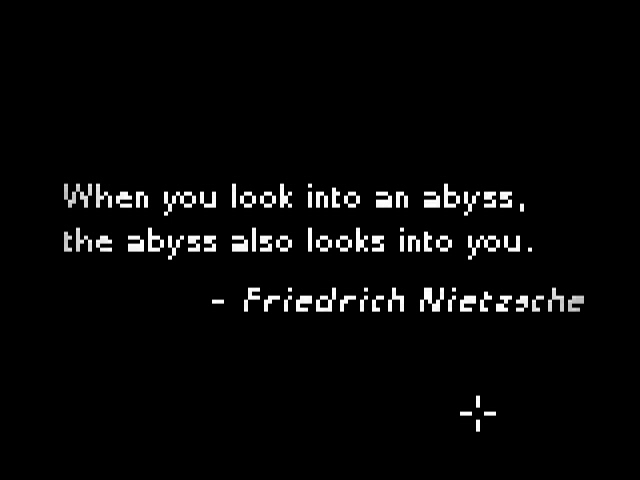 When you look into an abyss,
the abyss also looks into you.
- Friedrich Nietzsche